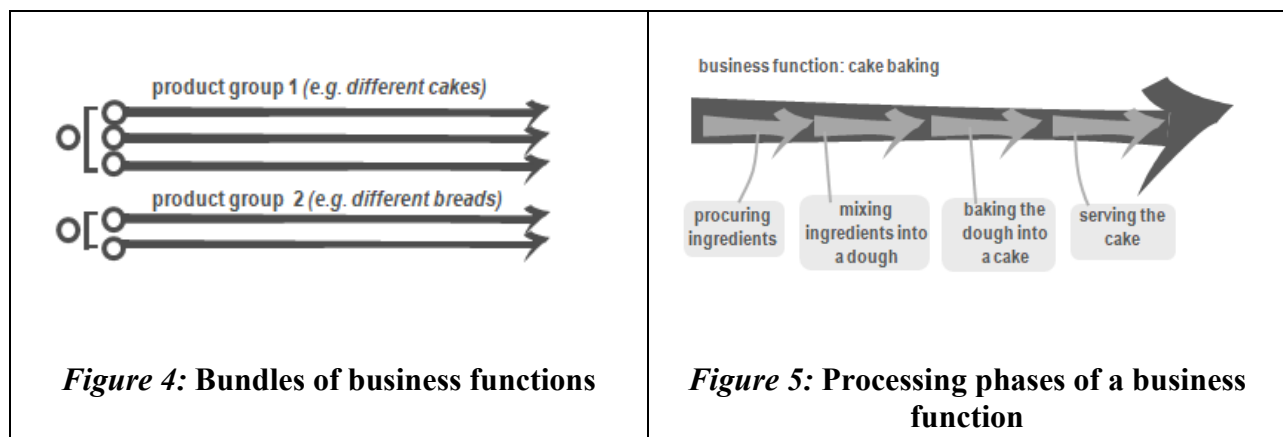 product group 1 (e.g. different cakes)
product group 2 (e.g. different breads)
Figure 4: Bundles of business functions
business function: cake baking
procuring
ingredients
mixing
ingredients into
a dough
baking the
dough into
a cake
serving the
cake
Figure 5: Processing phases of a business
function